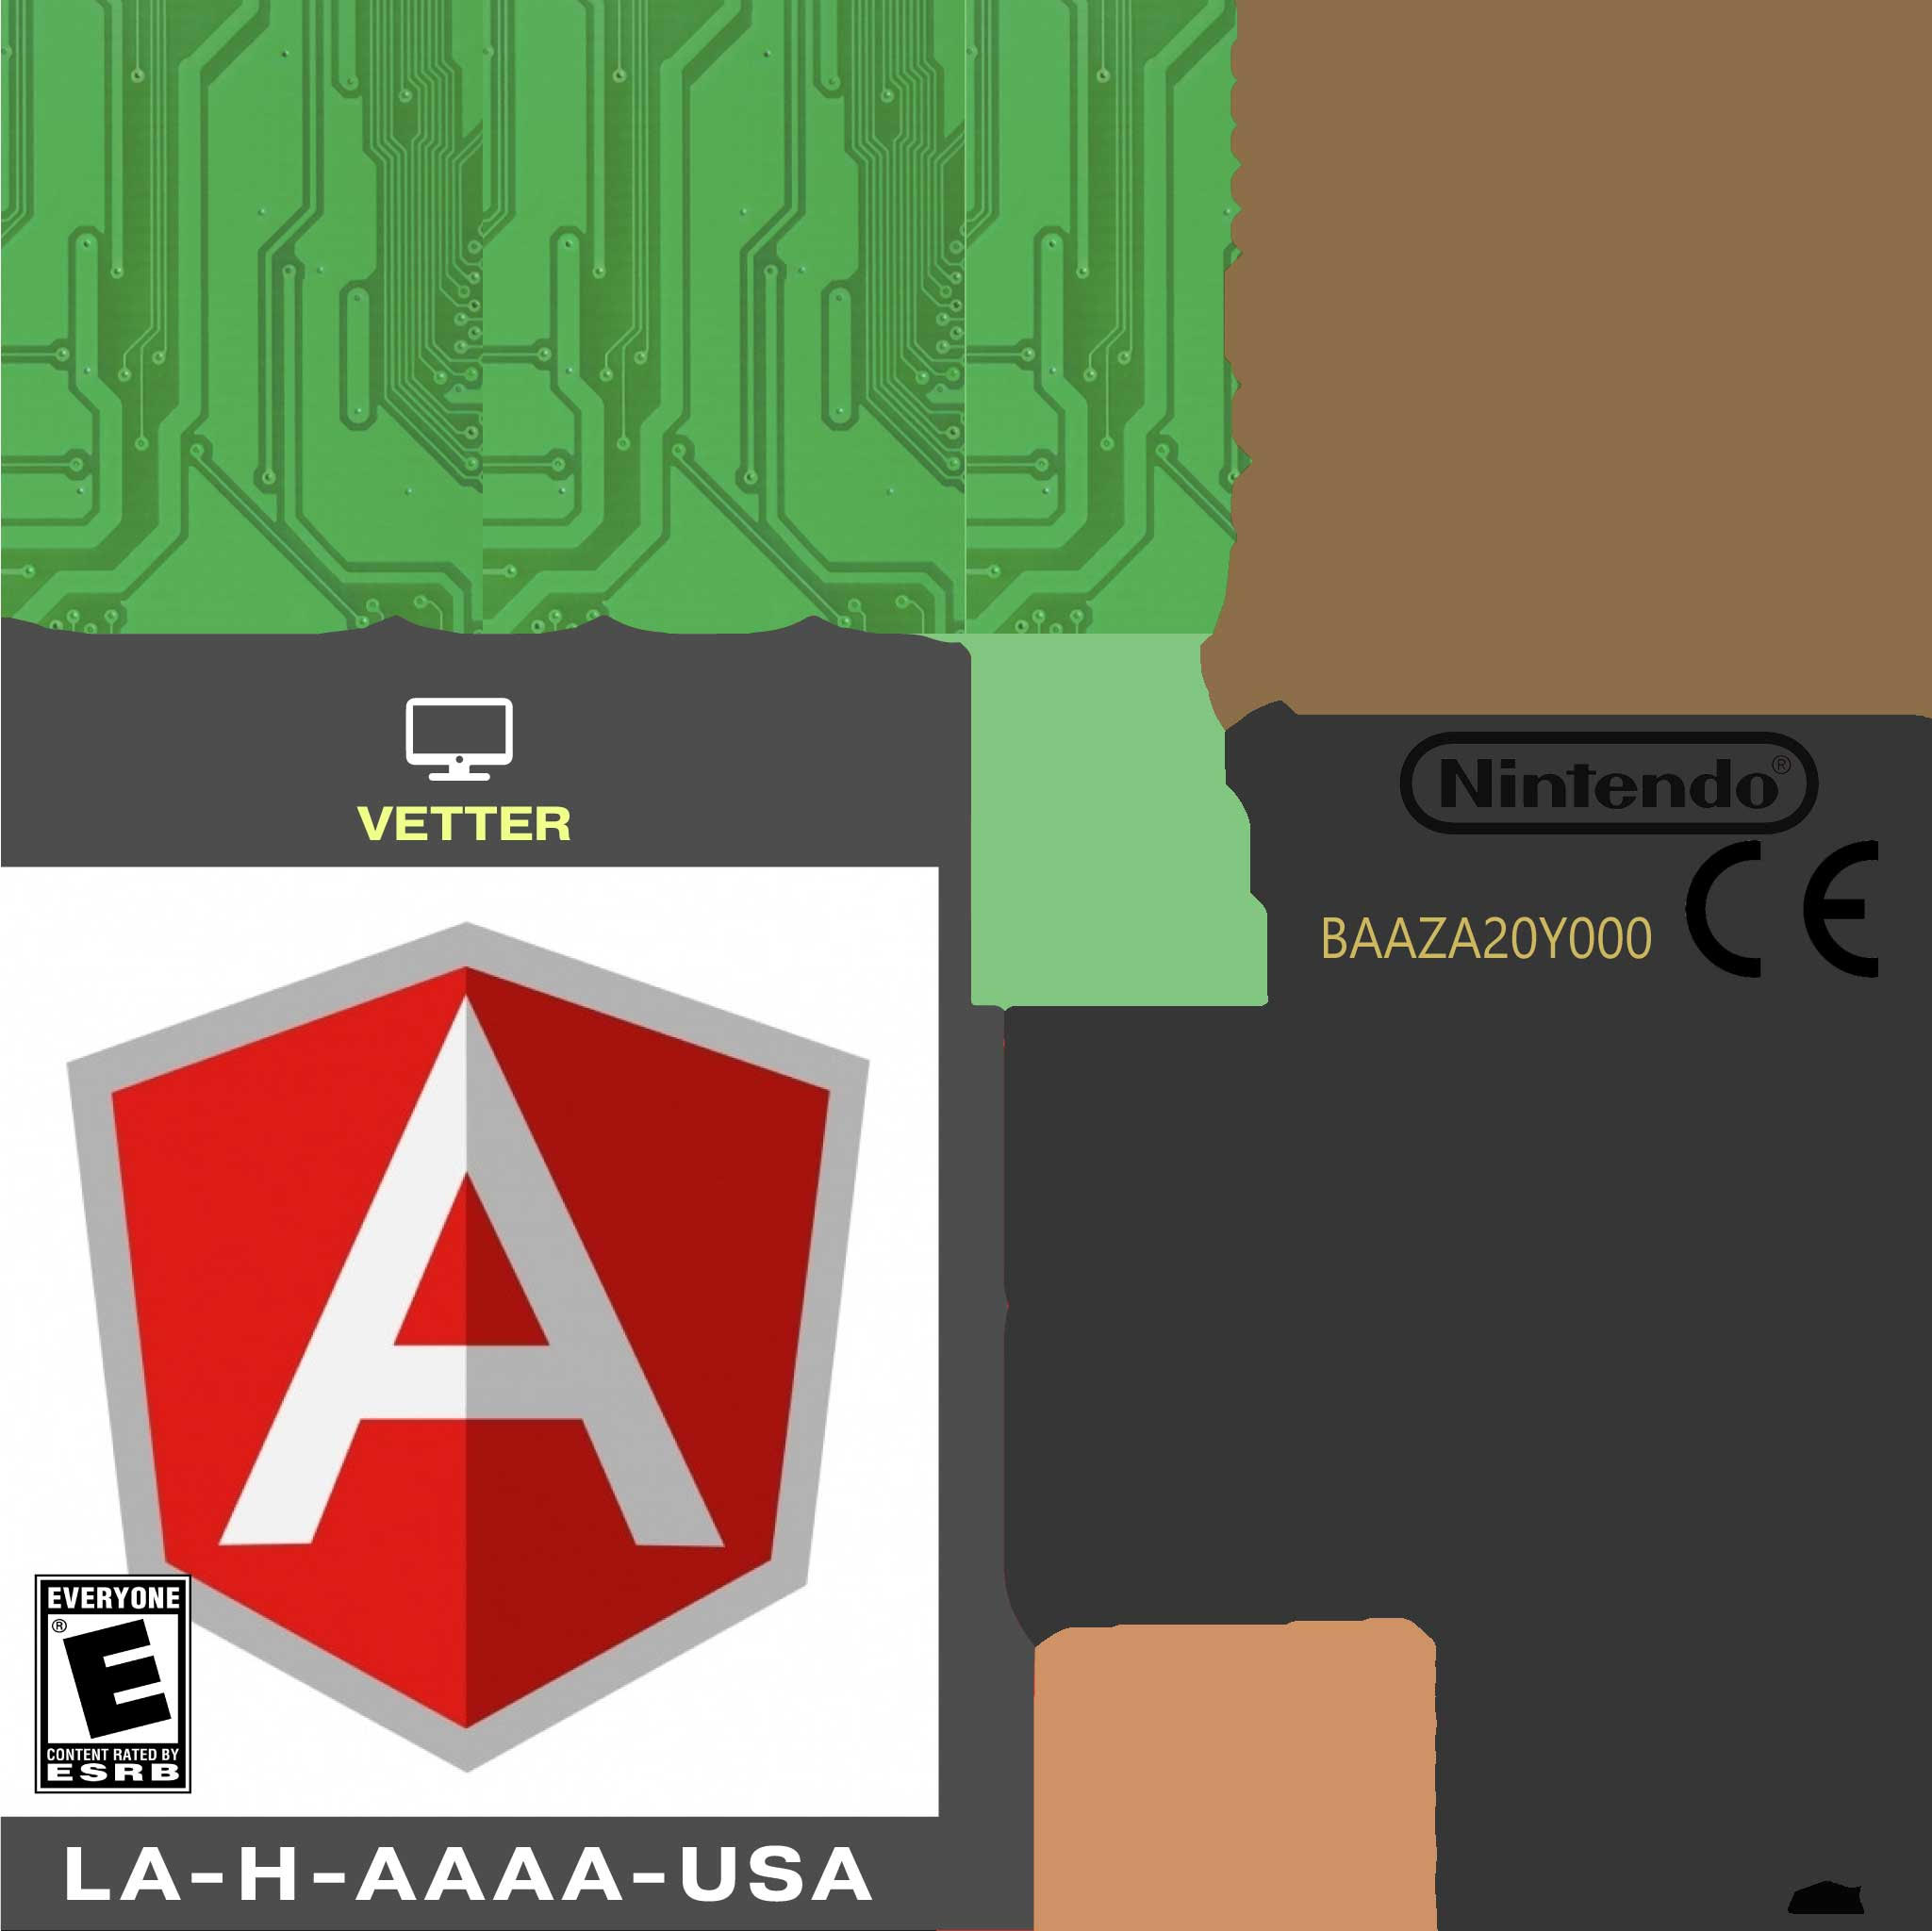 VETTER
Nintendo®
BAAZA20Y000
CE
A
EVERYONE
®
E
CONTENT RATED BY
ESRB
LA-H-AAAA-USA